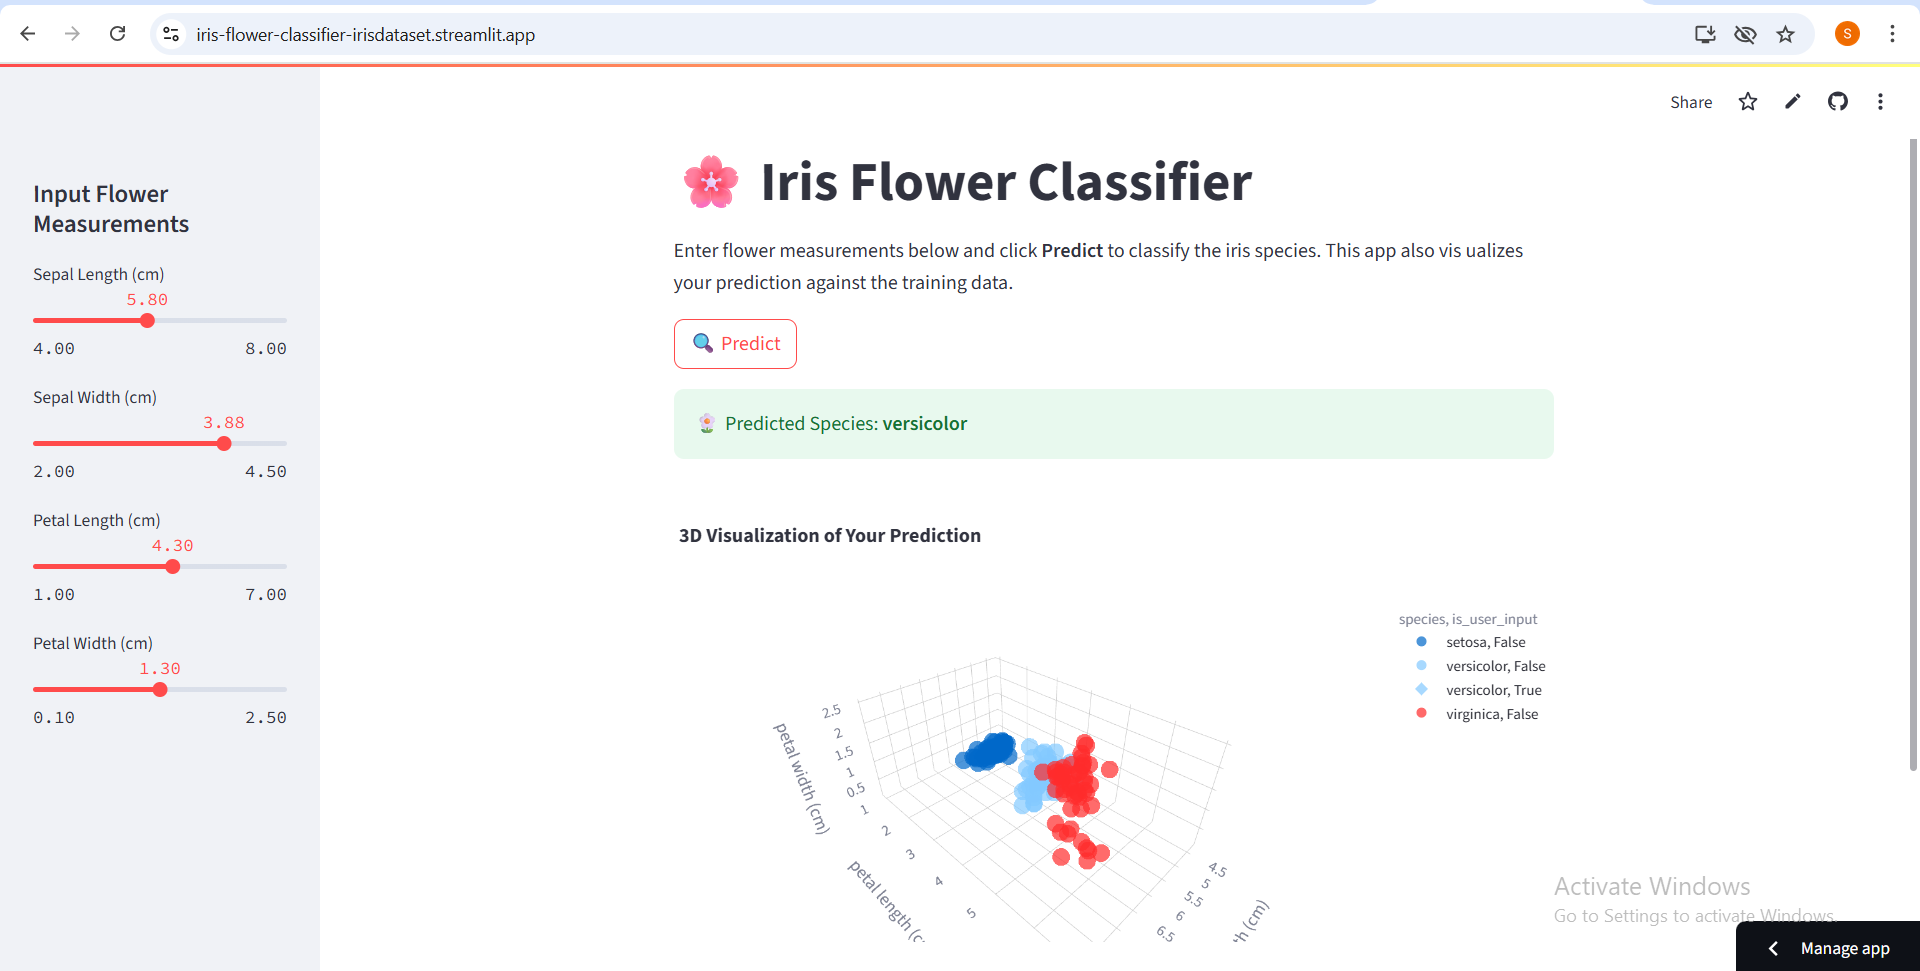 iris-flower-classifier-irisdataset.streamlit.app
S
Share
Input Flower
Measurements
Sepal Length (cm)
5.80
4.00 8.00
Sepal Width (cm)
3.88
2.00 4.50
Petal Length (cm)
4.30
1.00 7.00
Petal Width (cm)
1.30
0.10 2.50
Iris Flower Classifier
Enter flower measurements below and click Predict to classify the iris species. This app also vis ualizes
your prediction against the training data.
Predict
Predicted Species: versicolor
3D Visualization of Your Prediction
species, is_user_input
setosa, False
versicolor, False
versicolor, True
virginica, False
2.5
2
1.5
1
0.5
petal width (cm)
1
2
3
4
5
petal length (c
4.5
5
5.5
6
6.5
(cm)
Activate Windows
Go to Settings to activate Windows.
Manage app